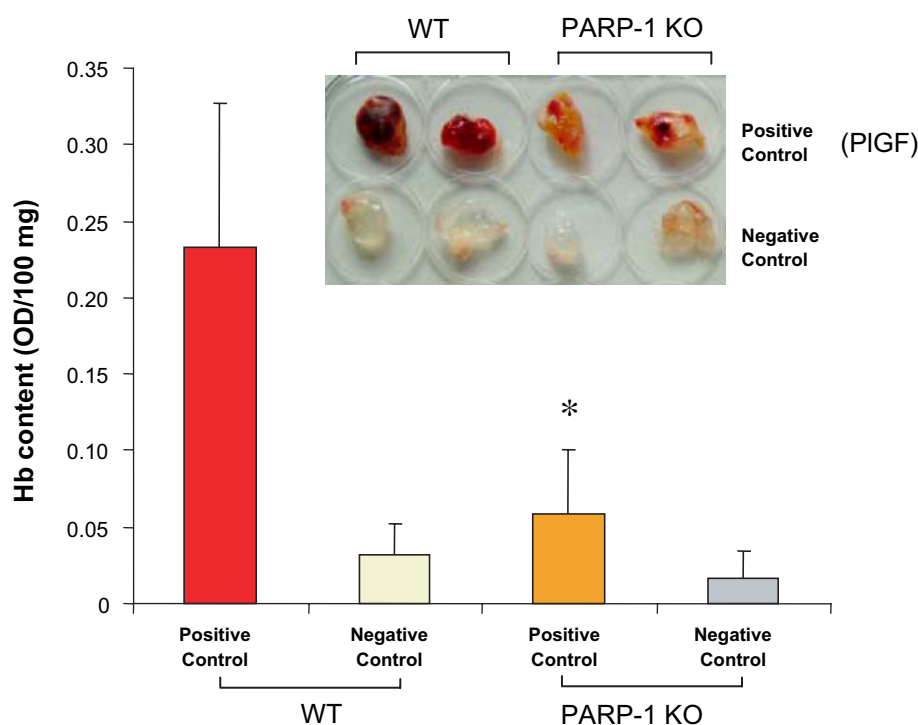 WT PARP-1 KO
0.35
0.30
0.25
0.20
0.15
0.10
0.05
0
Hb content (OD/100 mg)
Positive
Control
(PlGF)
Negative
Control
*
Positive
Control
Negative
Control
Positive
Control
Negative
Control
WT
PARP-1 KO